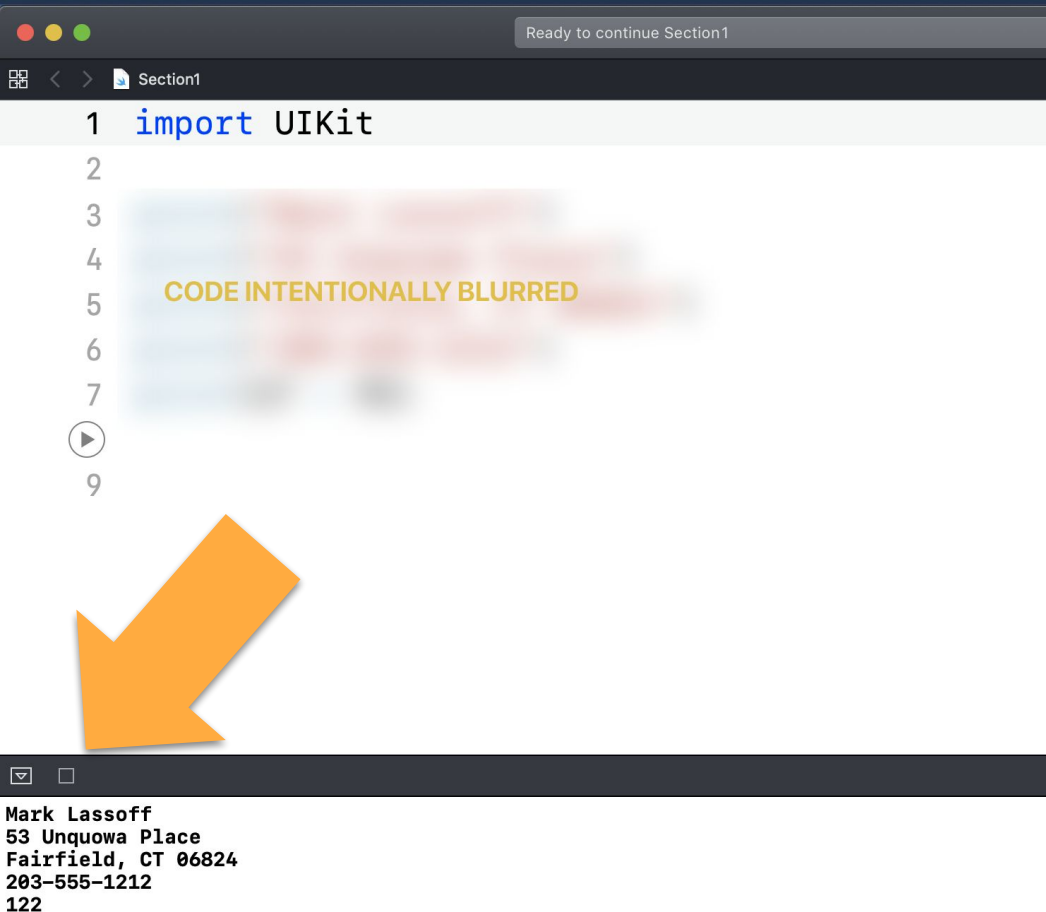 Ready to continue Section1
Section1
1 import UIKit
2
3
4
CODE INTENTIONALLY BLURRED
5
6
7
9
Mark Lassoff
53 Unquowa Place
Fairfield, CT 06824
203-555-1212
122